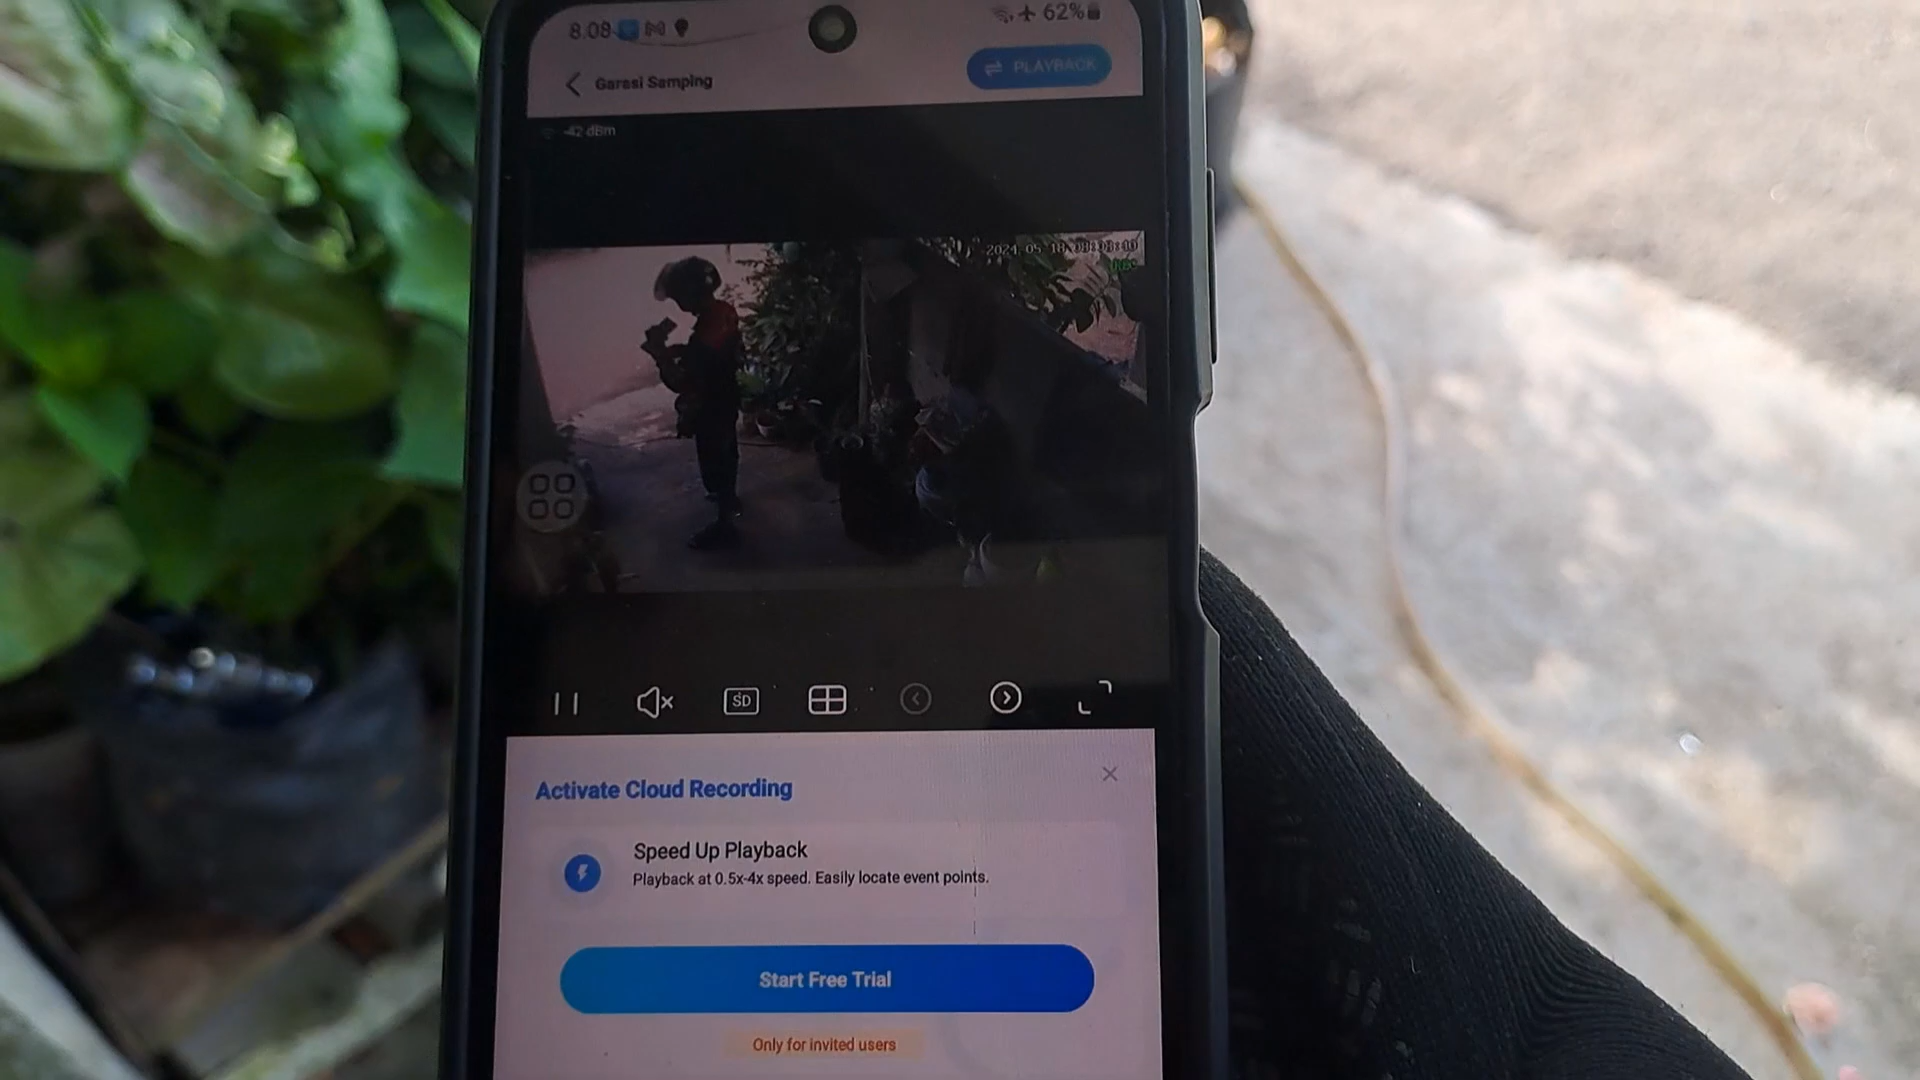 8:09
62%
Garasi Samping
PLAYBACK
-42 dBm
2024-05-18
REC
SD
Activate Cloud Recording
Speed Up Playback
Playback at 0.5x-4x speed. Easily locate event points.
Start Free Trial
Only for invited users